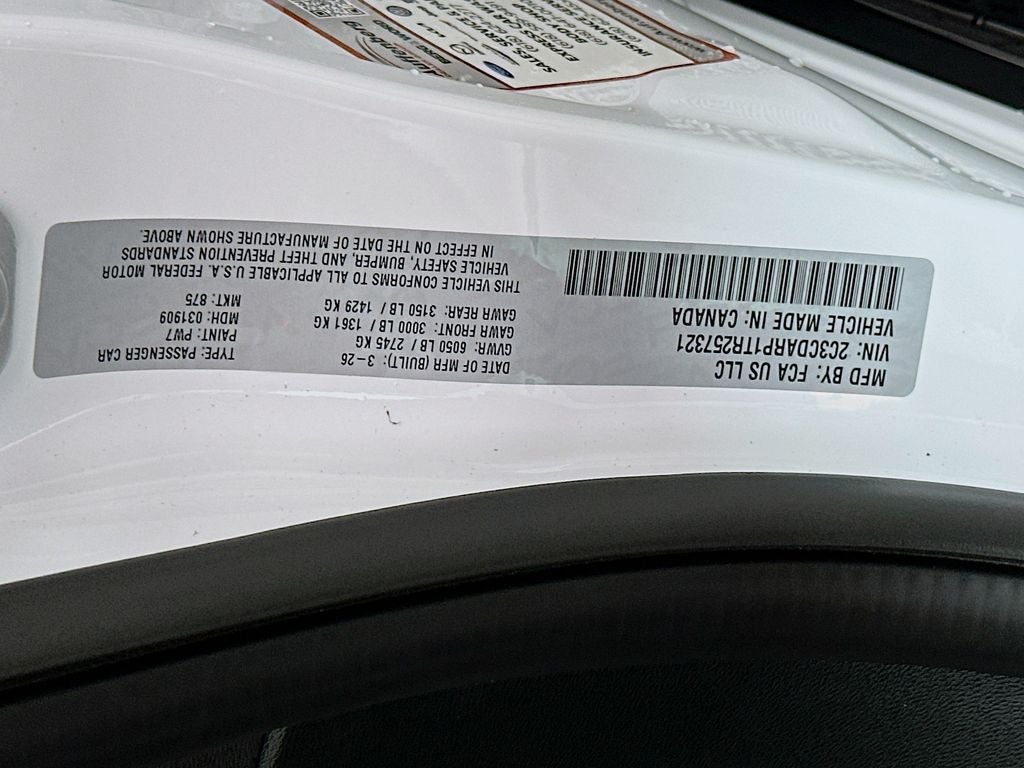 MFD BY: FCA US LLC
VIN: 2C3CDARP1TR257321
VEHICLE MADE IN: CANADA
DATE OF MFR (BUILT): 3-26
GVWR: 6050 LB / 2745 KG
GAWR FRONT: 3000 LB / 1361 KG
GAWR REAR: 3150 LB / 1429 KG
TYPE: PASSENGER CAR
PAINT: PW7
MDH: 031909
MKT: 875
THIS VEHICLE CONFORMS TO ALL APPLICABLE U.S.A. FEDERAL MOTOR
VEHICLE SAFETY, BUMPER, AND THEFT PREVENTION STANDARDS
IN EFFECT ON THE DATE OF MANUFACTURE SHOWN ABOVE.
SALES